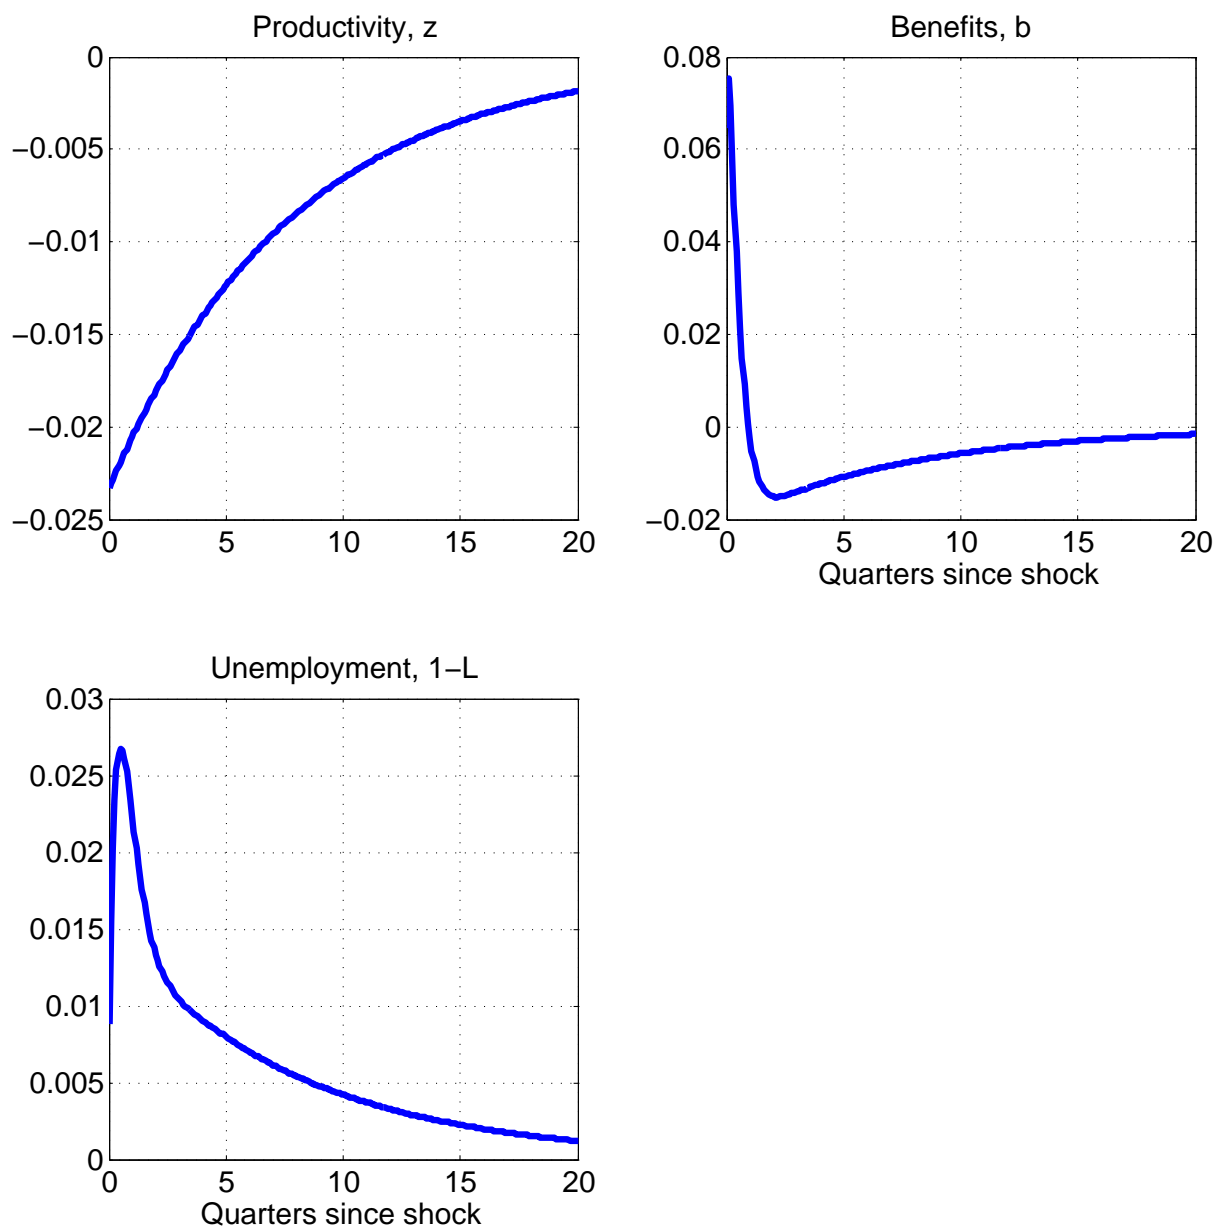 Productivity, z
0
−0.005
−0.01
−0.015
−0.02
−0.025
0 5 10 15 20
Benefits, b
0.08
0.06
0.04
0.02
0
−0.02
0 5 10 15 20
Quarters since shock
Unemployment, 1−L
0.03
0.025
0.02
0.015
0.01
0.005
0
0 5 10 15 20
Quarters since shock